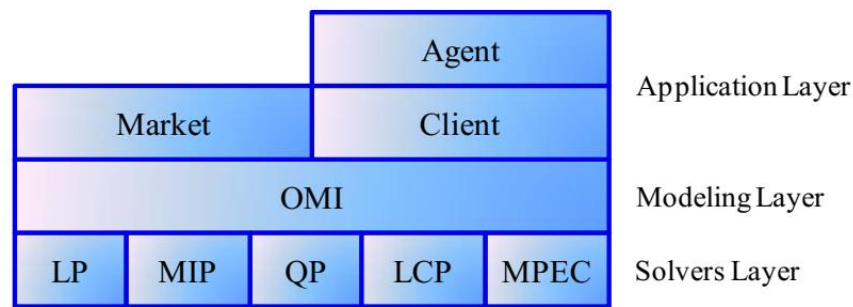 Agent
Application Layer
Market Client
OMI Modeling Layer
LP MIP QP LCP MPEC Solvers Layer